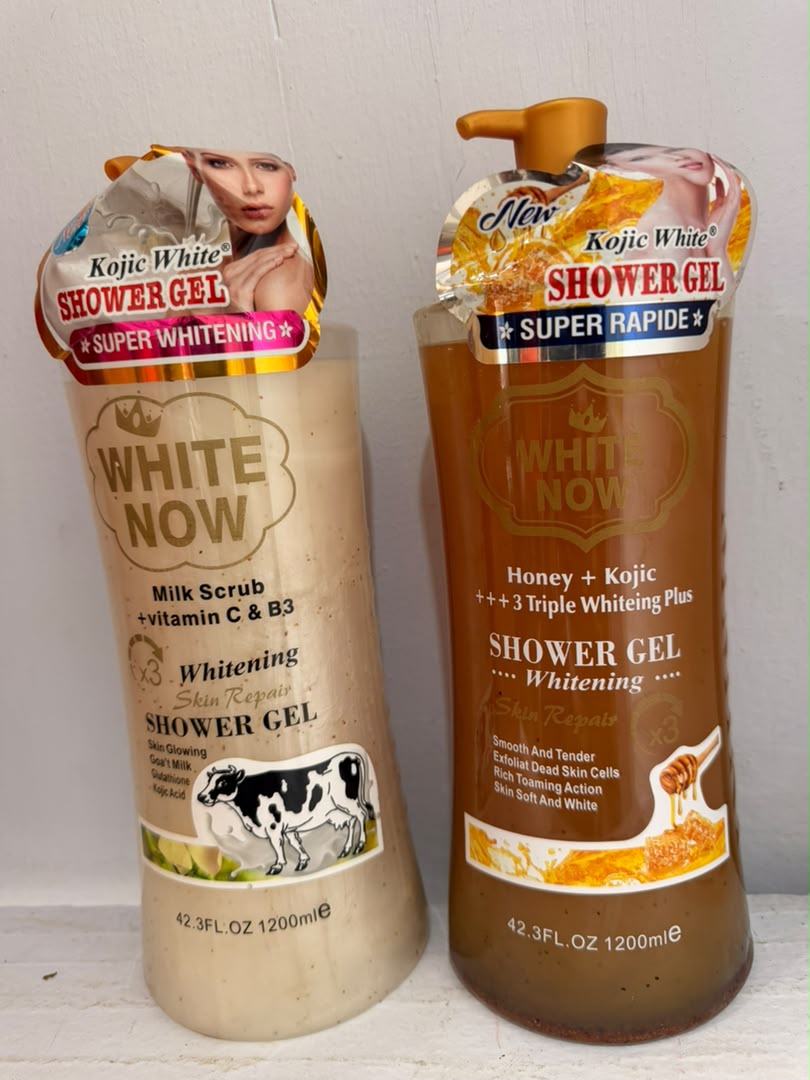 Kojic White®
SHOWER GEL
★SUPER WHITENING★
WHITE
NOW
Milk Scrub
+vitamin C & B3
x3
Whitening
Skin Repair
SHOWER GEL
Skin Glowing
Goa't Milk
Glutathione
Kojic Acid
42.3FL.OZ 1200mle
New
Kojic White®
SHOWER GEL
★ SUPER RAPIDE ★
WHITE
NOW
Honey + Kojic
+++3 Triple Whiteing Plus
SHOWER GEL
.... Whitening ....
Skin Repair
x3
Smooth And Tender
Exfoliat Dead Skin Cells
Rich Toaming Action
Skin Soft And White
42.3FL.OZ 1200mle